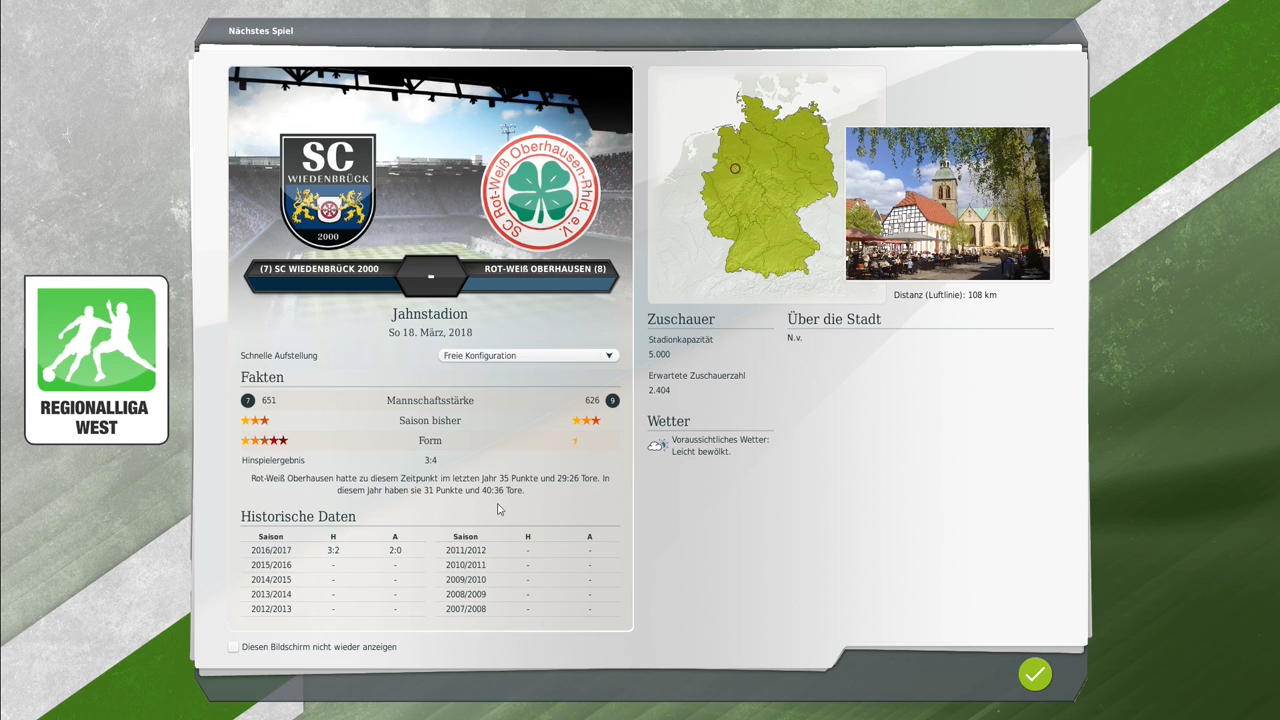 Nächstes Spiel
SC
WIEDENBRÜCK
2000
SC Rot-Weiß Oberhausen-Rhld. e.V.
(7) SC WIEDENBRÜCK 2000
-
ROT-WEIß OBERHAUSEN (8)
Jahnstadion
So 18. März, 2018
Schnelle Aufstellung
Freie Konfiguration
Fakten
7 651 Mannschaftsstärke 626 9
Saison bisher
Form
Hinspielergebnis 3:4
Rot-Weiß Oberhausen hatte zu diesem Zeitpunkt im letzten Jahr 35 Punkte und 29:26 Tore. In
diesem Jahr haben sie 31 Punkte und 40:36 Tore.
Historische Daten
Saison H A Saison H A
2016/2017 3:2 2:0 2011/2012 - -
2015/2016 - - 2010/2011 - -
2014/2015 - - 2009/2010 - -
2013/2014 - - 2008/2009 - -
2012/2013 - - 2007/2008 - -
Diesen Bildschirm nicht wieder anzeigen
REGIONALLIGA
WEST
Distanz (Luftlinie): 108 km
Zuschauer
Stadionkapazität
5.000
Erwartete Zuschauerzahl
2.404
Wetter
Voraussichtliches Wetter:
Leicht bewölkt.
Über die Stadt
N.v.